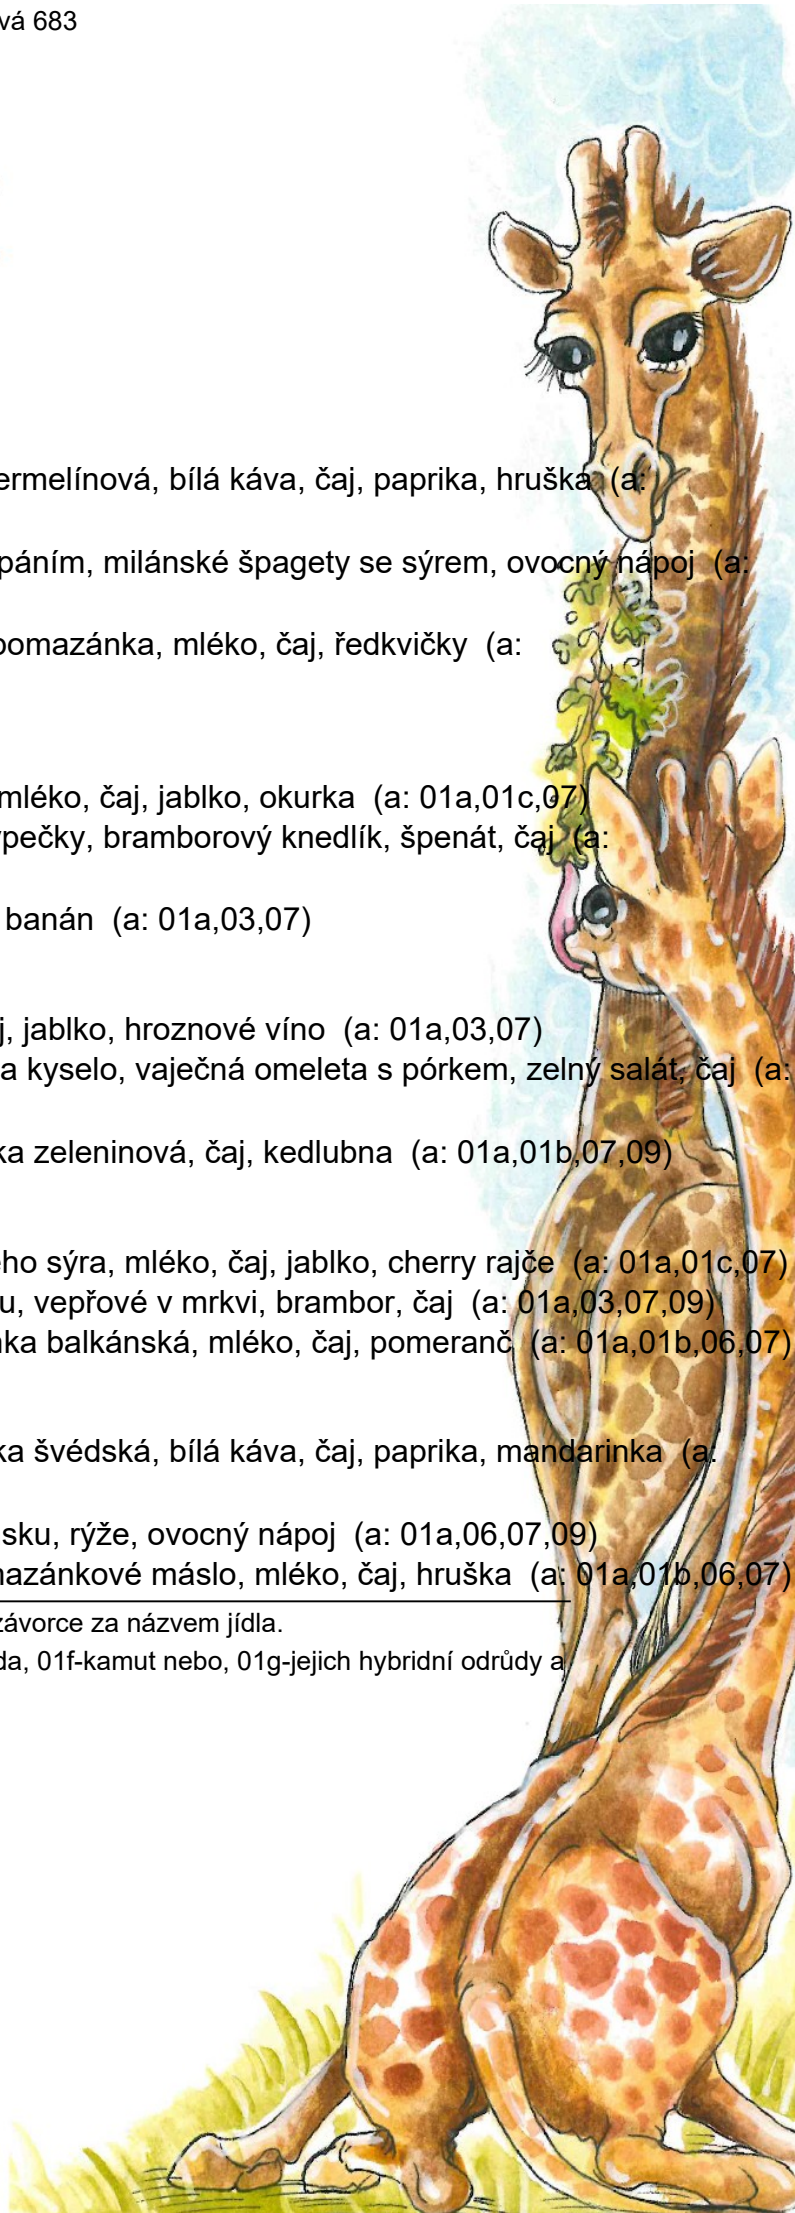 vá 683
ermelínová, bílá káva, čaj, paprika, hruška (a:
páním, milánské špagety se sýrem, ovocný nápoj (a:
pomazánka, mléko, čaj, ředkvičky (a:
mléko, čaj, jablko, okurka (a: 01a,01c,07)
pečky, bramborový knedlík, špenát, čaj (a:
banán (a: 01a,03,07)
j, jablko, hroznové víno (a: 01a,03,07)
a kyselo, vaječná omeleta s pórkem, zelný salát, čaj (a:
ka zeleninová, čaj, kedlubna (a: 01a,01b,07,09)
ého sýra, mléko, čaj, jablko, cherry rajče (a: 01a,01c,07)
u, vepřové v mrkvi, brambor, čaj (a: 01a,03,07,09)
nka balkánská, mléko, čaj, pomeranč (a: 01a,01b,06,07)
ka švédská, bílá káva, čaj, paprika, mandarinka (a:
sku, rýže, ovocný nápoj (a: 01a,06,07,09)
mazánkové máslo, mléko, čaj, hruška (a: 01a,01b,06,07)
závorce za názvem jídla.
da, 01f-kamut nebo, 01g-jejich hybridní odrůdy a